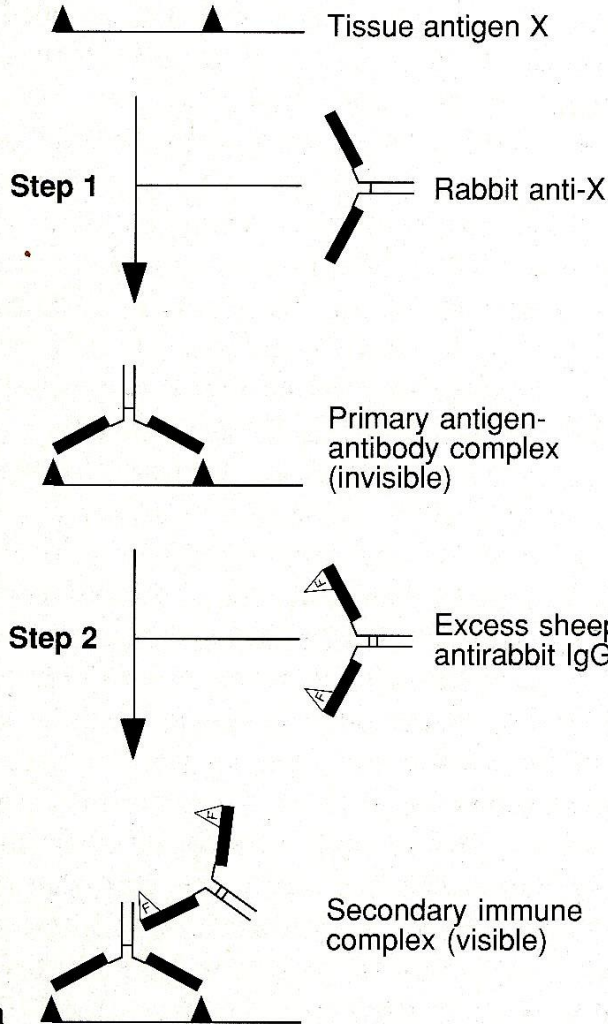 Tissue antigen X
Step 1
Rabbit anti-X
Primary antigen-
antibody complex
(invisible)
F
Step 2
F
Excess sheep
antirabbit IgG
F
F
Secondary immune
complex (visible)